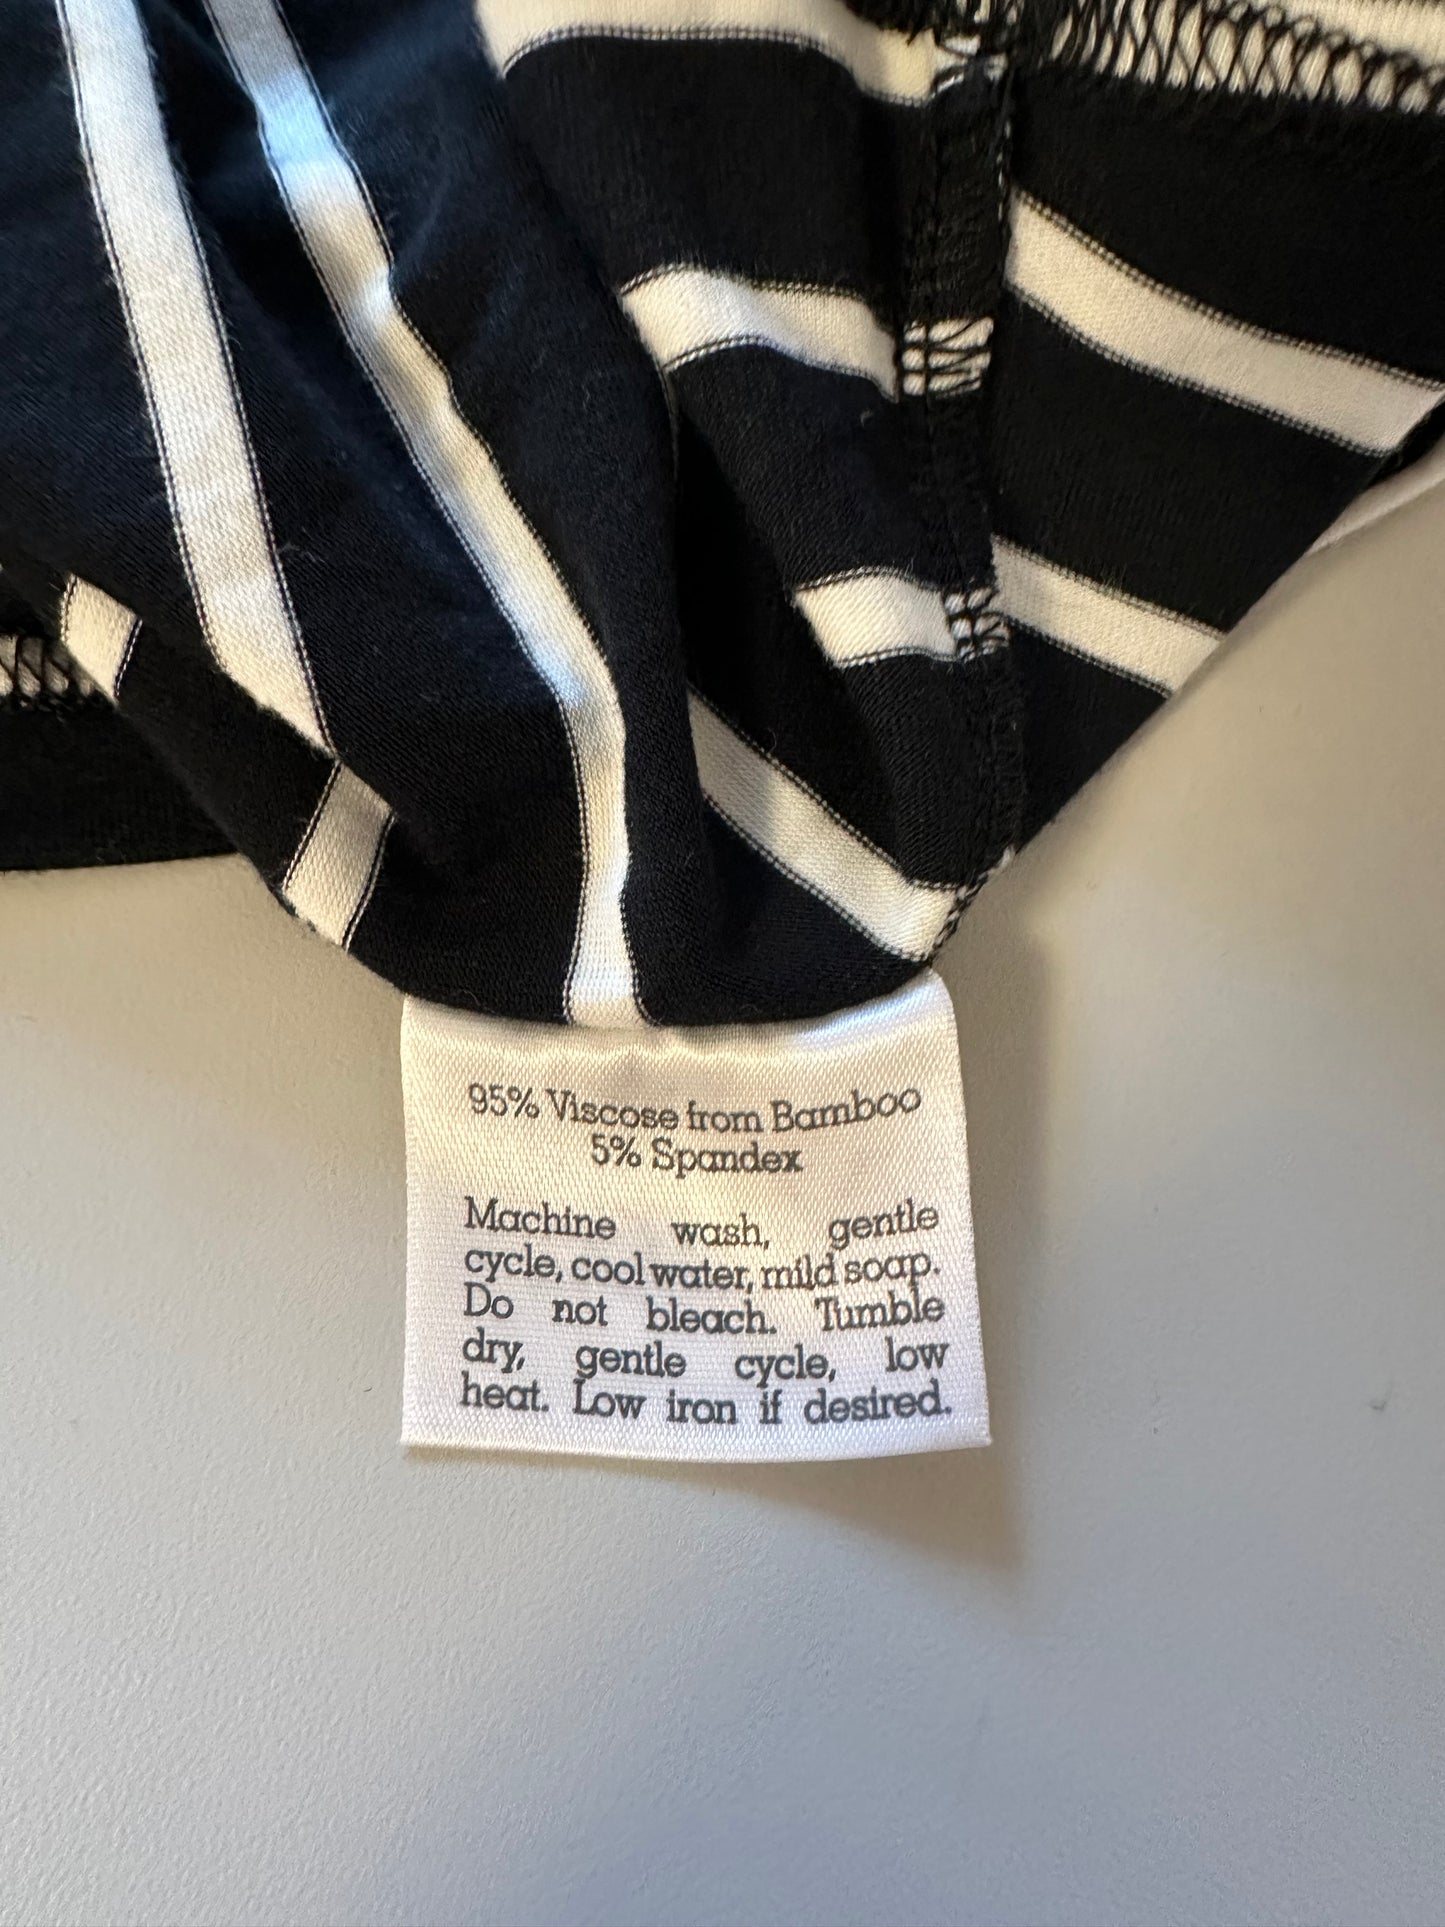 95% Viscose from Bamboo
5% Spandex
Machine wash, gentle
cycle, cool water, mild soap.
Do not bleach. Tumble
dry, gentle cycle, low
heat. Low iron if desired.